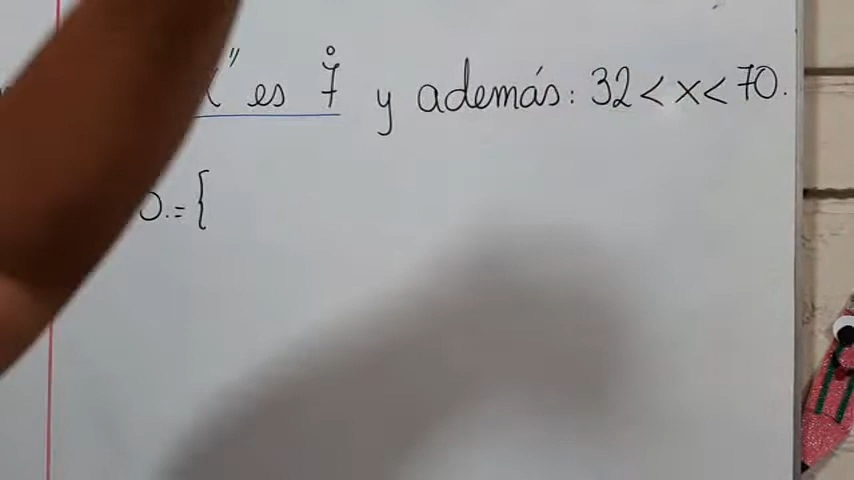 " es 7̊ y además: 32 < x < 70.
= {